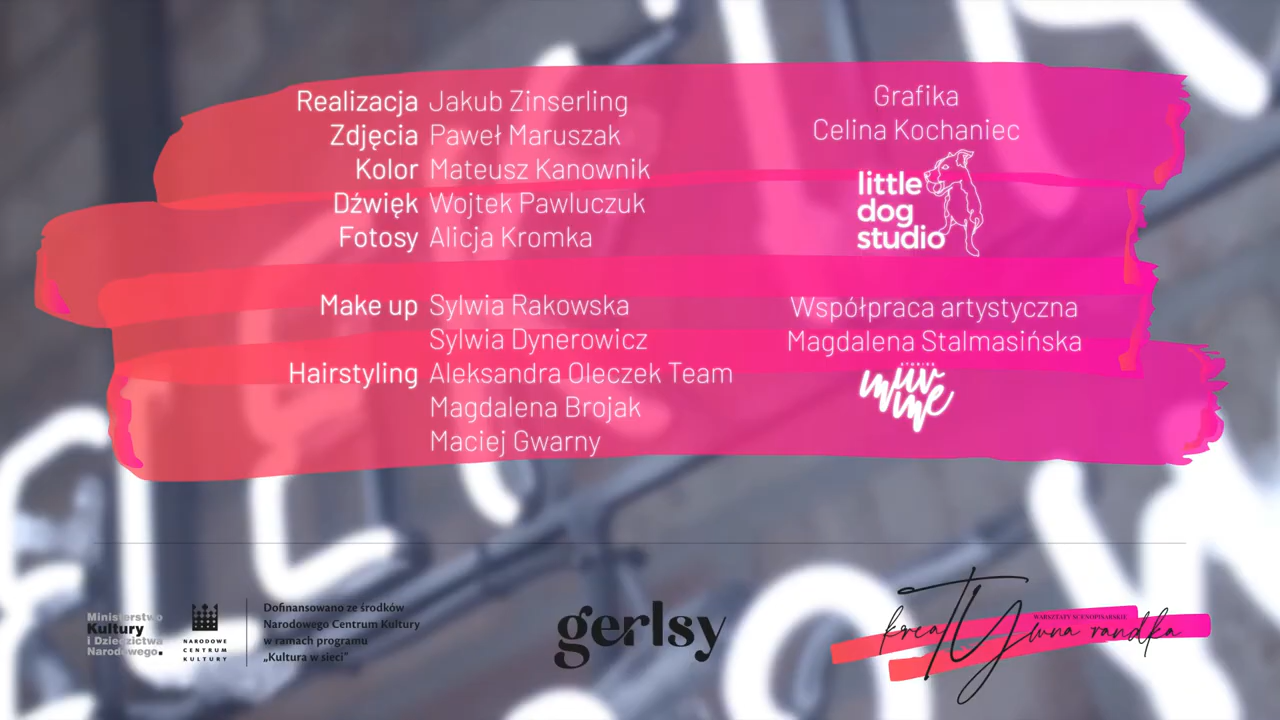 Realizacja Jakub Zinserling
Zdjęcia Paweł Maruszak
Kolor Mateusz Kanownik
Dźwięk Wojtek Pawluczuk
Fotosy Alicja Kromka
Make up Sylwia Rakowska
Sylwia Dynerowicz
Hairstyling Aleksandra Oleczek Team
Magdalena Brojak
Maciej Gwarny
Grafika
Celina Kochaniec
little
dog
studio
Współpraca artystyczna
Magdalena Stalmasińska
STORIES
muv
me
Ministerstwo
Kultury
i Dziedzictwa
Narodowego.
NARODOWE
CENTRUM
KULTURY
Dofinansowano ze środków
Narodowego Centrum Kultury
w ramach programu
„Kultura w sieci”
gerlsy
WARSZTATY SCENOPISARSKIE
kreaTYwna randka